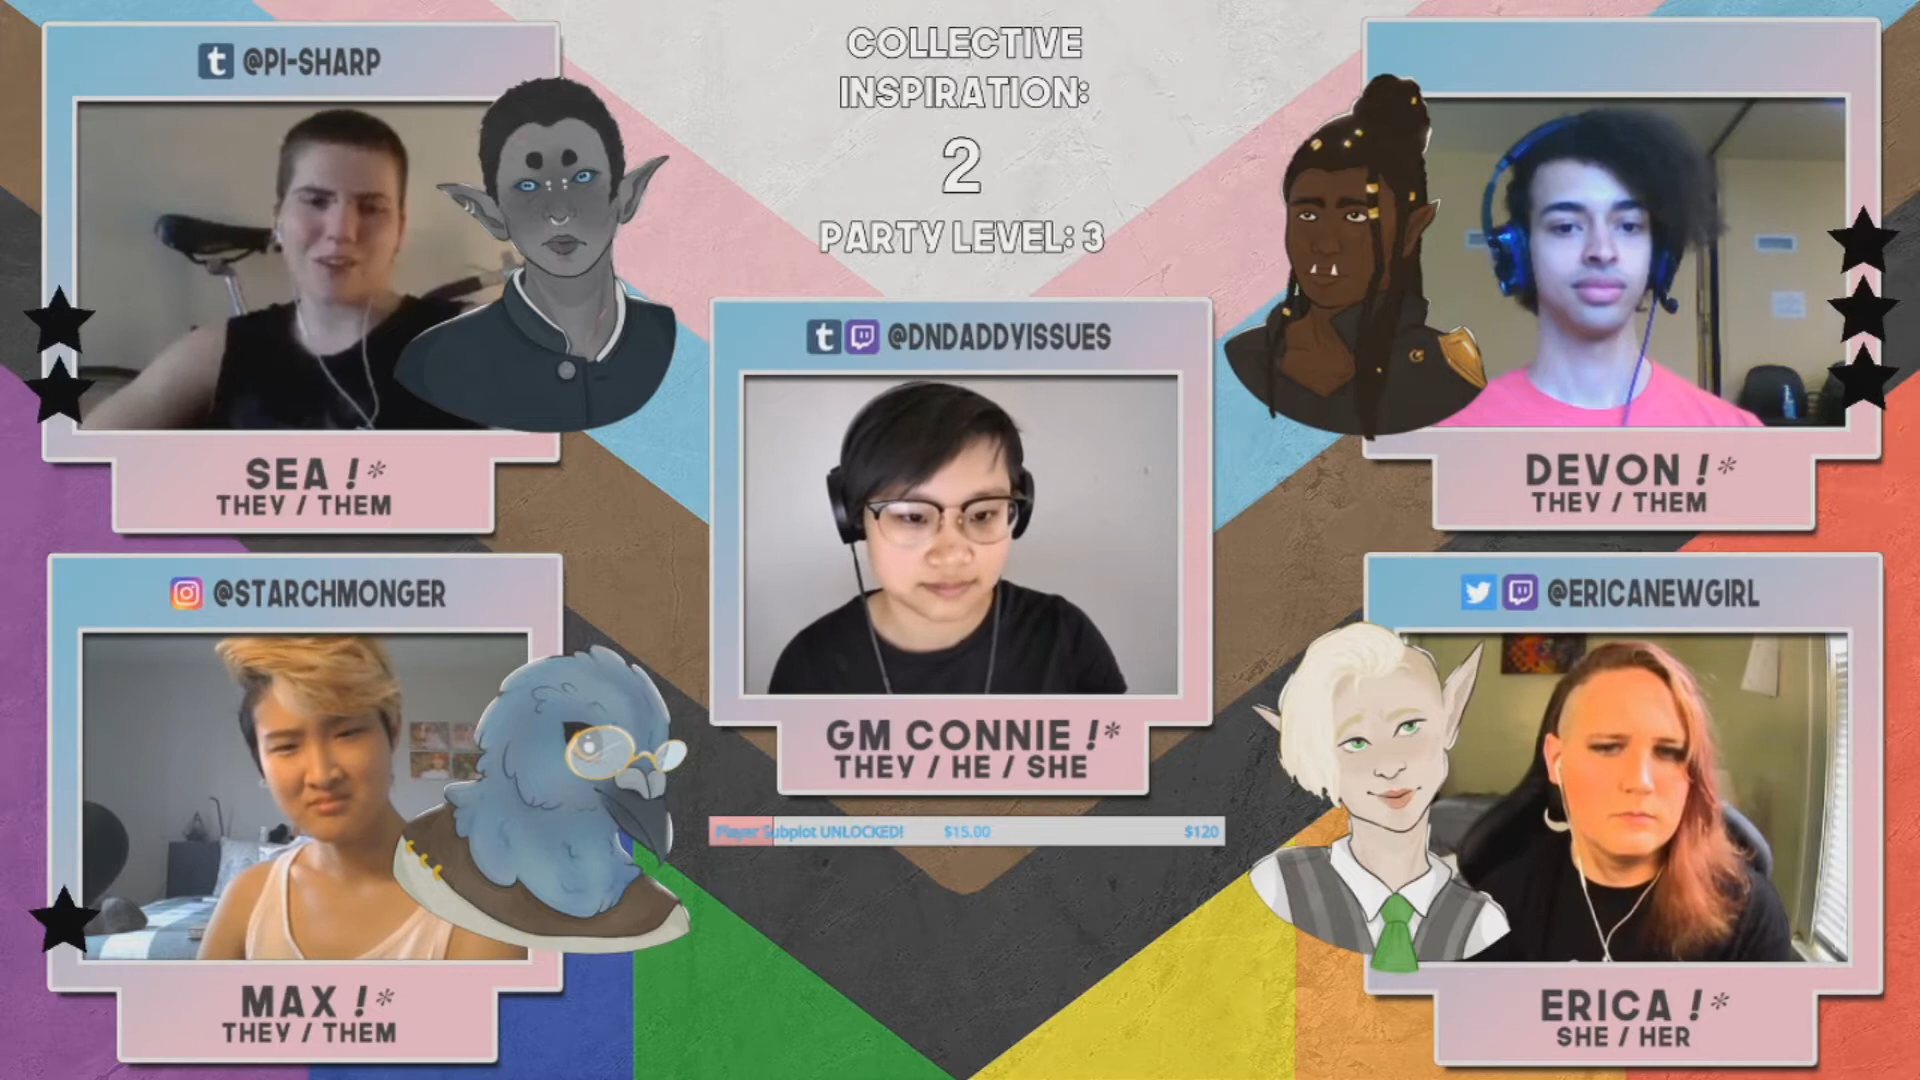 @PI-SHARP
SEA !*
THEY / THEM
COLLECTIVE
INSPIRATION:
2
PARTY LEVEL: 3
DEVON !*
THEY / THEM
@DNDADDYISSUES
GM CONNIE !*
THEY / HE / SHE
Player Subplot UNLOCKED! $15.00 $120
@STARCHMONGER
MAX !*
THEY / THEM
@ERICANEWGIRL
ERICA !*
SHE / HER